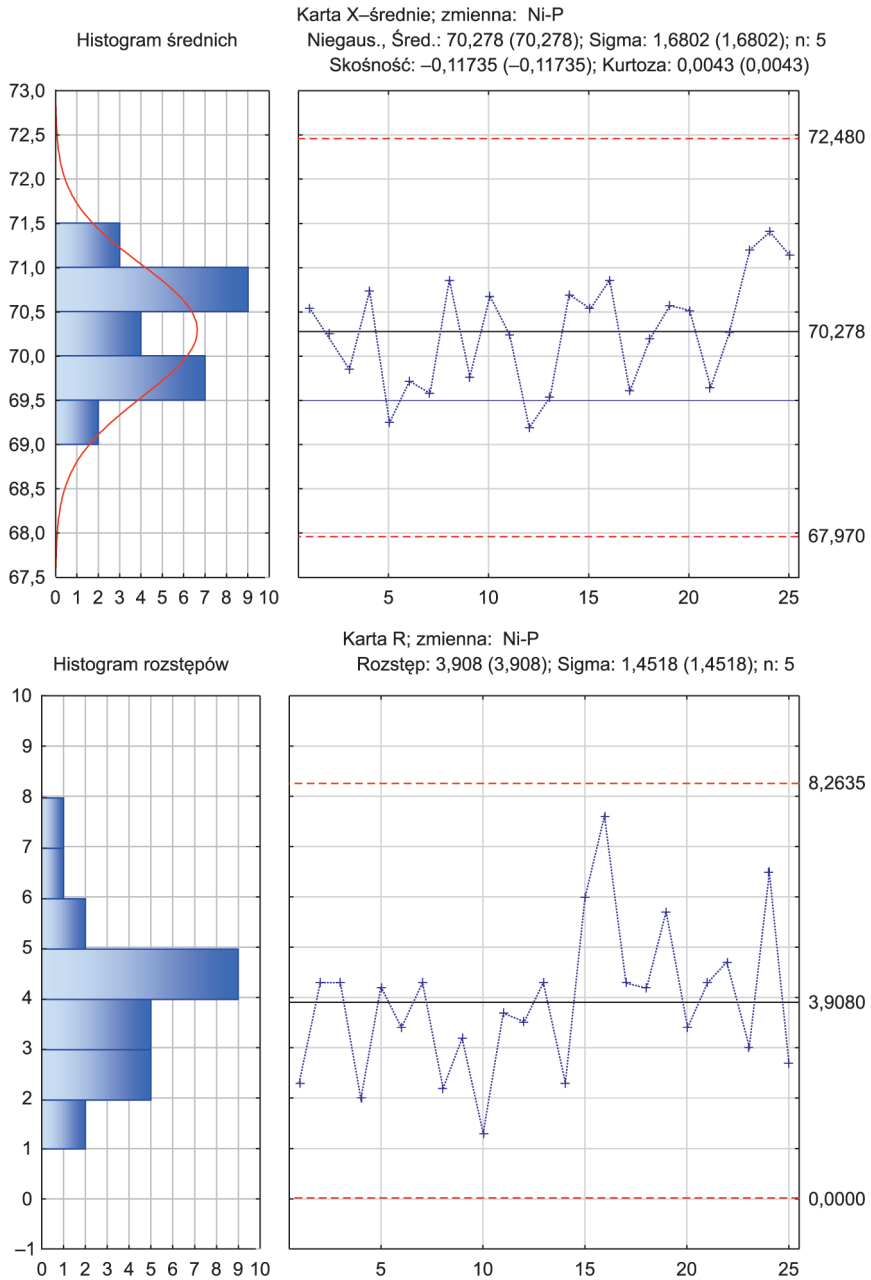 Karta X–średnie; zmienna: Ni-P
Histogram średnich
Niegaus., Śred.: 70,278 (70,278); Sigma: 1,6802 (1,6802); n: 5
Skośność: –0,11735 (–0,11735); Kurtoza: 0,0043 (0,0043)
73,0
72,5
72,0
71,5
71,0
70,5
70,0
69,5
69,0
68,5
68,0
67,5
0 1 2 3 4 5 6 7 8 9 10
72,480
70,278
67,970
5 10 15 20 25
Karta R; zmienna: Ni-P
Histogram rozstępów
Rozstęp: 3,908 (3,908); Sigma: 1,4518 (1,4518); n: 5
10
9
8
7
6
5
4
3
2
1
0
–1
0 1 2 3 4 5 6 7 8 9 10
8,2635
3,9080
0,0000
5 10 15 20 25